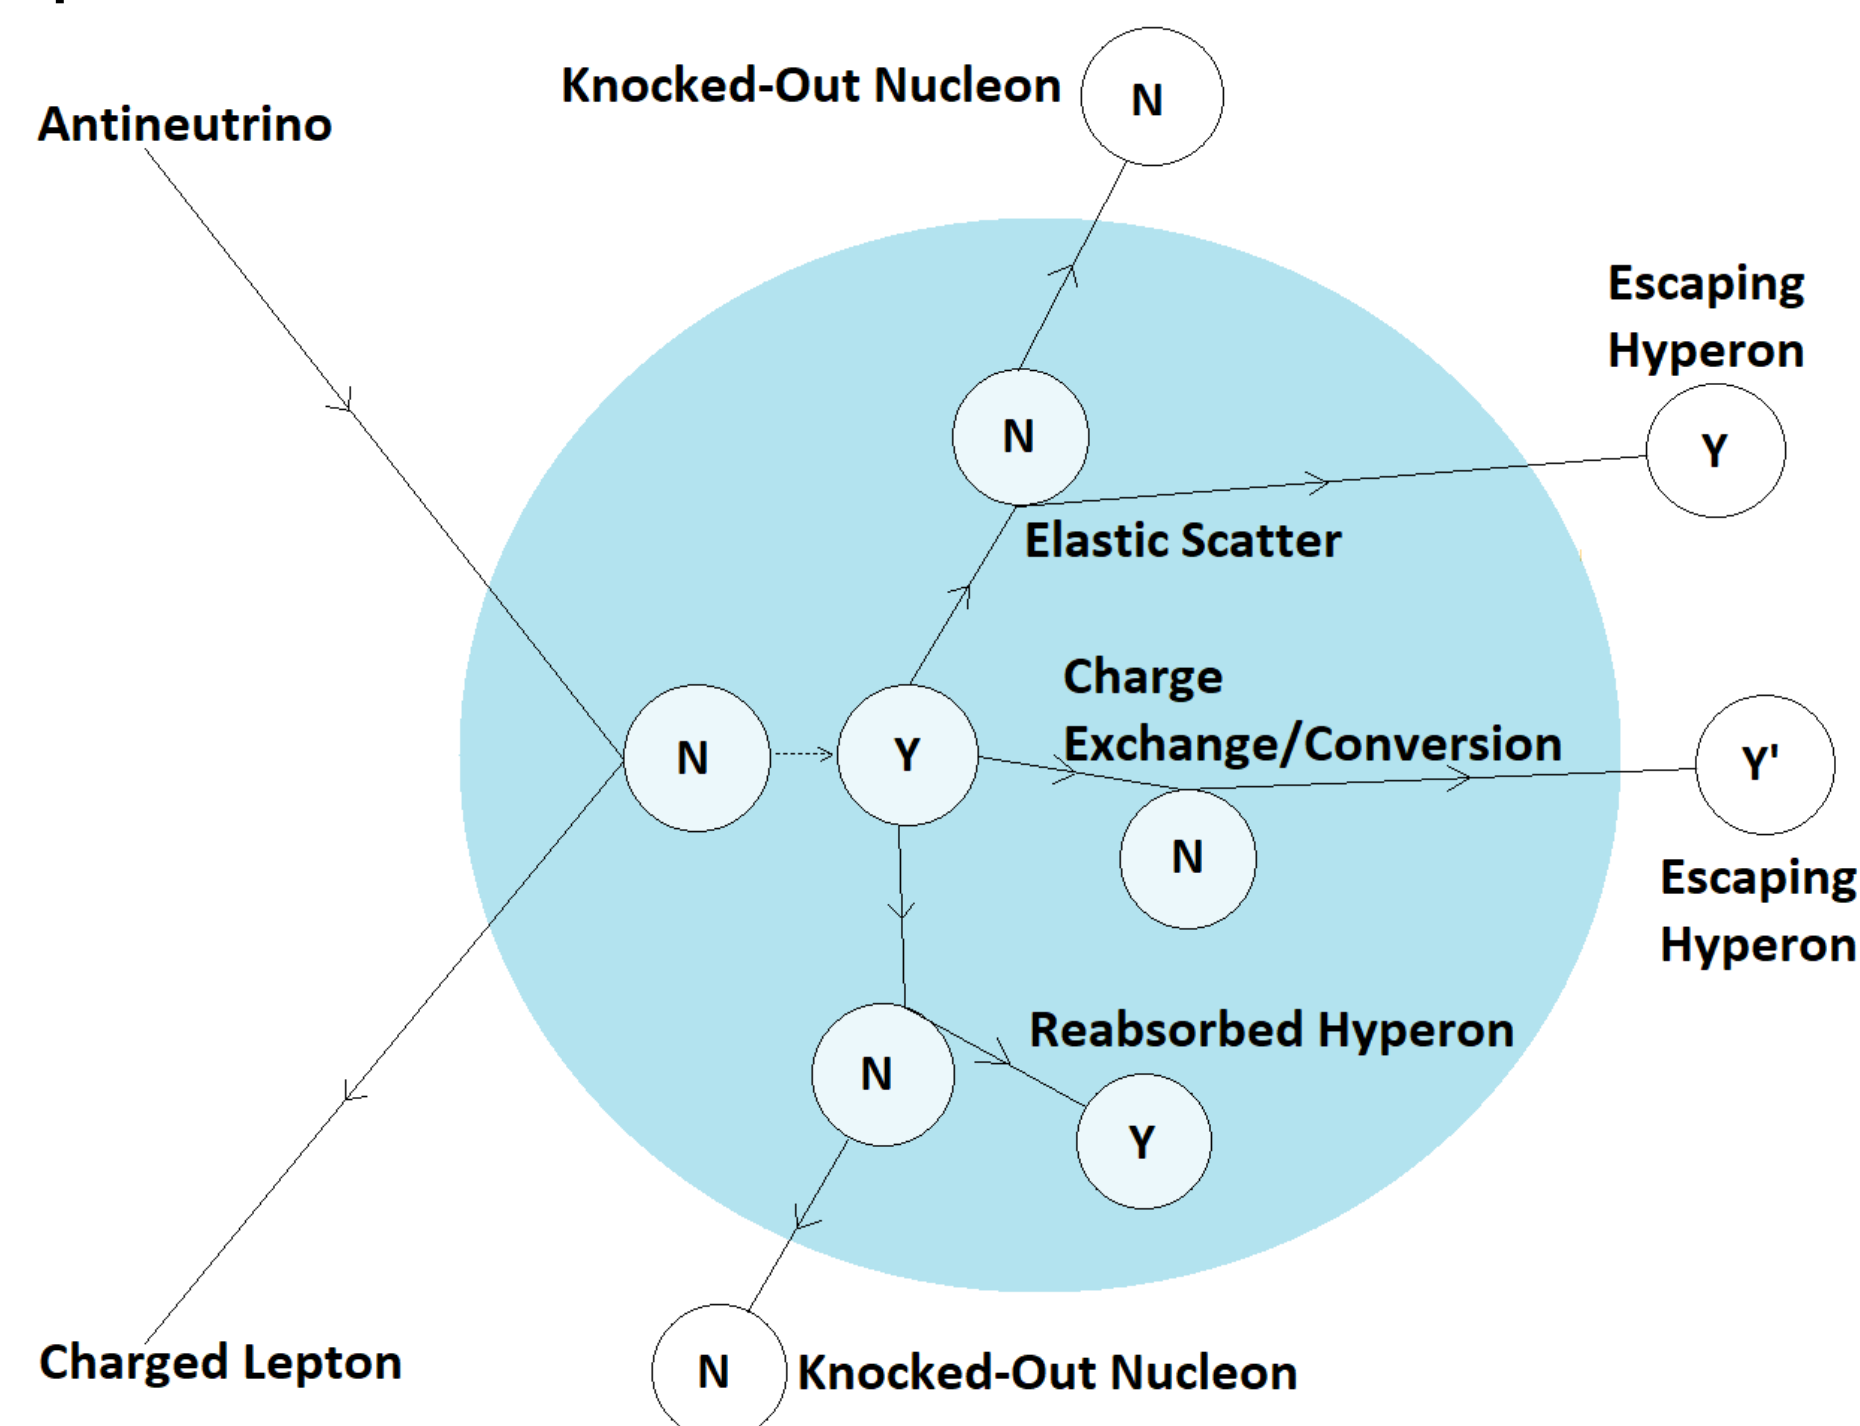 Knocked-Out Nucleon
N
Antineutrino
Escaping
Hyperon
N
Y
Elastic Scatter
Charge
Exchange/Conversion
N
Y
Y'
N
Escaping
Hyperon
Reabsorbed Hyperon
N
Y
Charged Lepton
N
Knocked-Out Nucleon